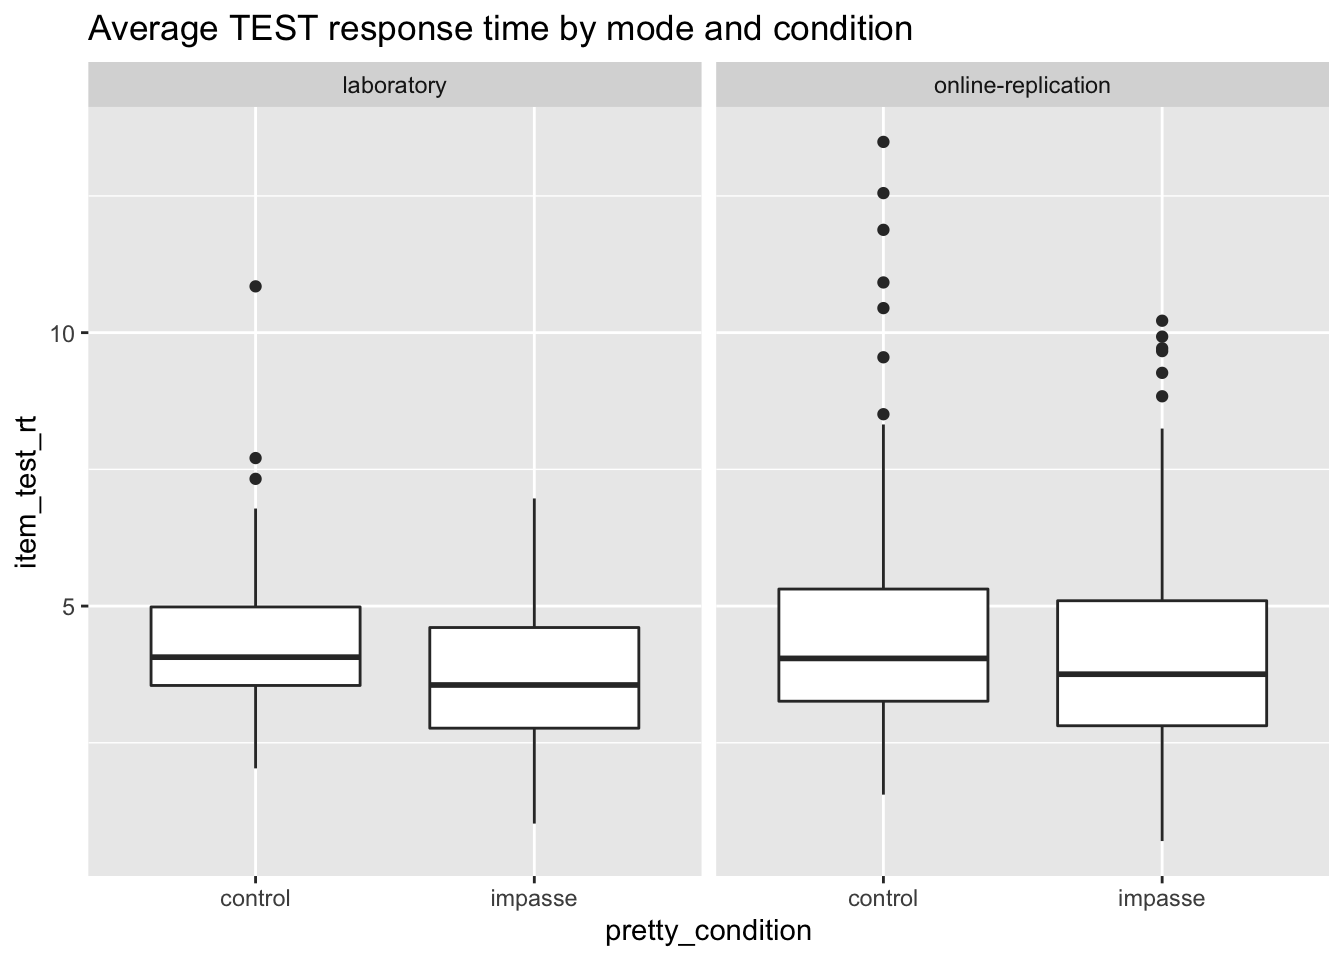 Average TEST response time by mode and condition
laboratory
online-replication
item_test_rt
10
5
control
impasse
control
impasse
pretty_condition